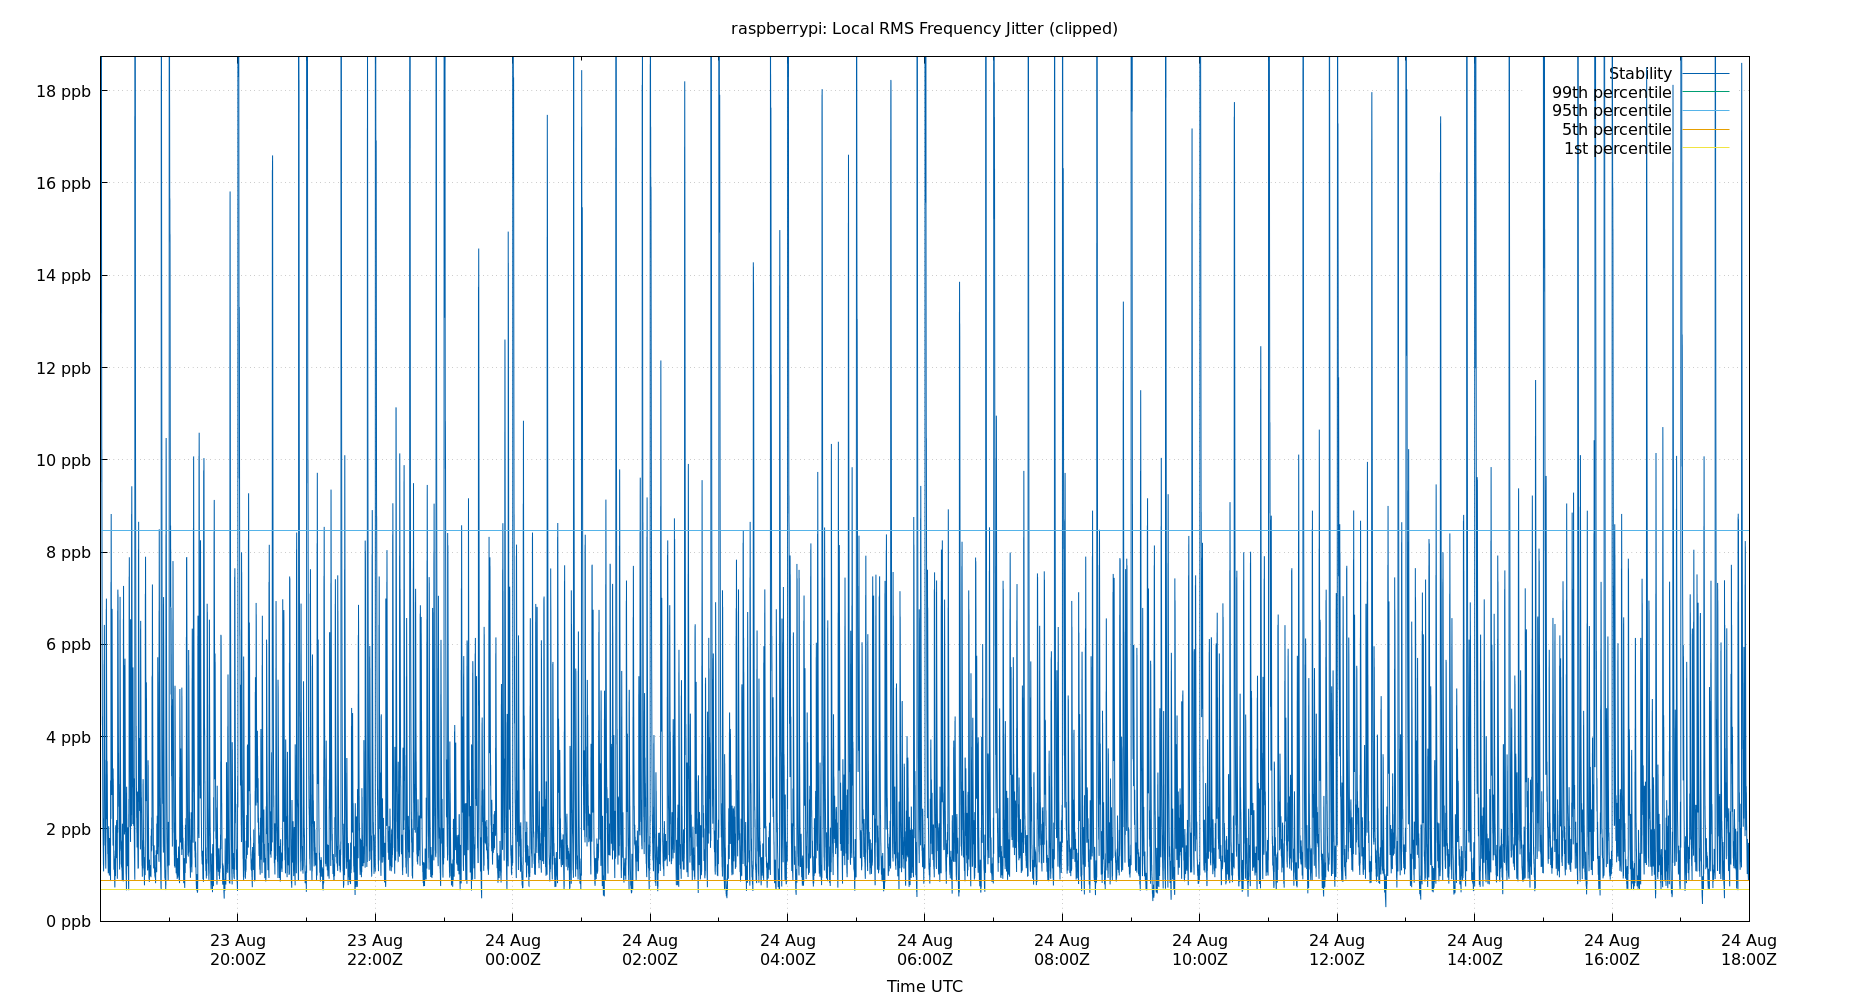 raspberrypi: Local RMS Frequency Jitter (clipped)
Stability
99th percentile
95th percentile
5th percentile
1st percentile
18 ppb
16 ppb
14 ppb
12 ppb
10 ppb
8 ppb
6 ppb
4 ppb
2 ppb
0 ppb
23 Aug 23 Aug 24 Aug 24 Aug 24 Aug 24 Aug 24 Aug 24 Aug 24 Aug 24 Aug 24 Aug 24 Aug
20:00Z 22:00Z 00:00Z 02:00Z 04:00Z 06:00Z 08:00Z 10:00Z 12:00Z 14:00Z 16:00Z 18:00Z
Time UTC